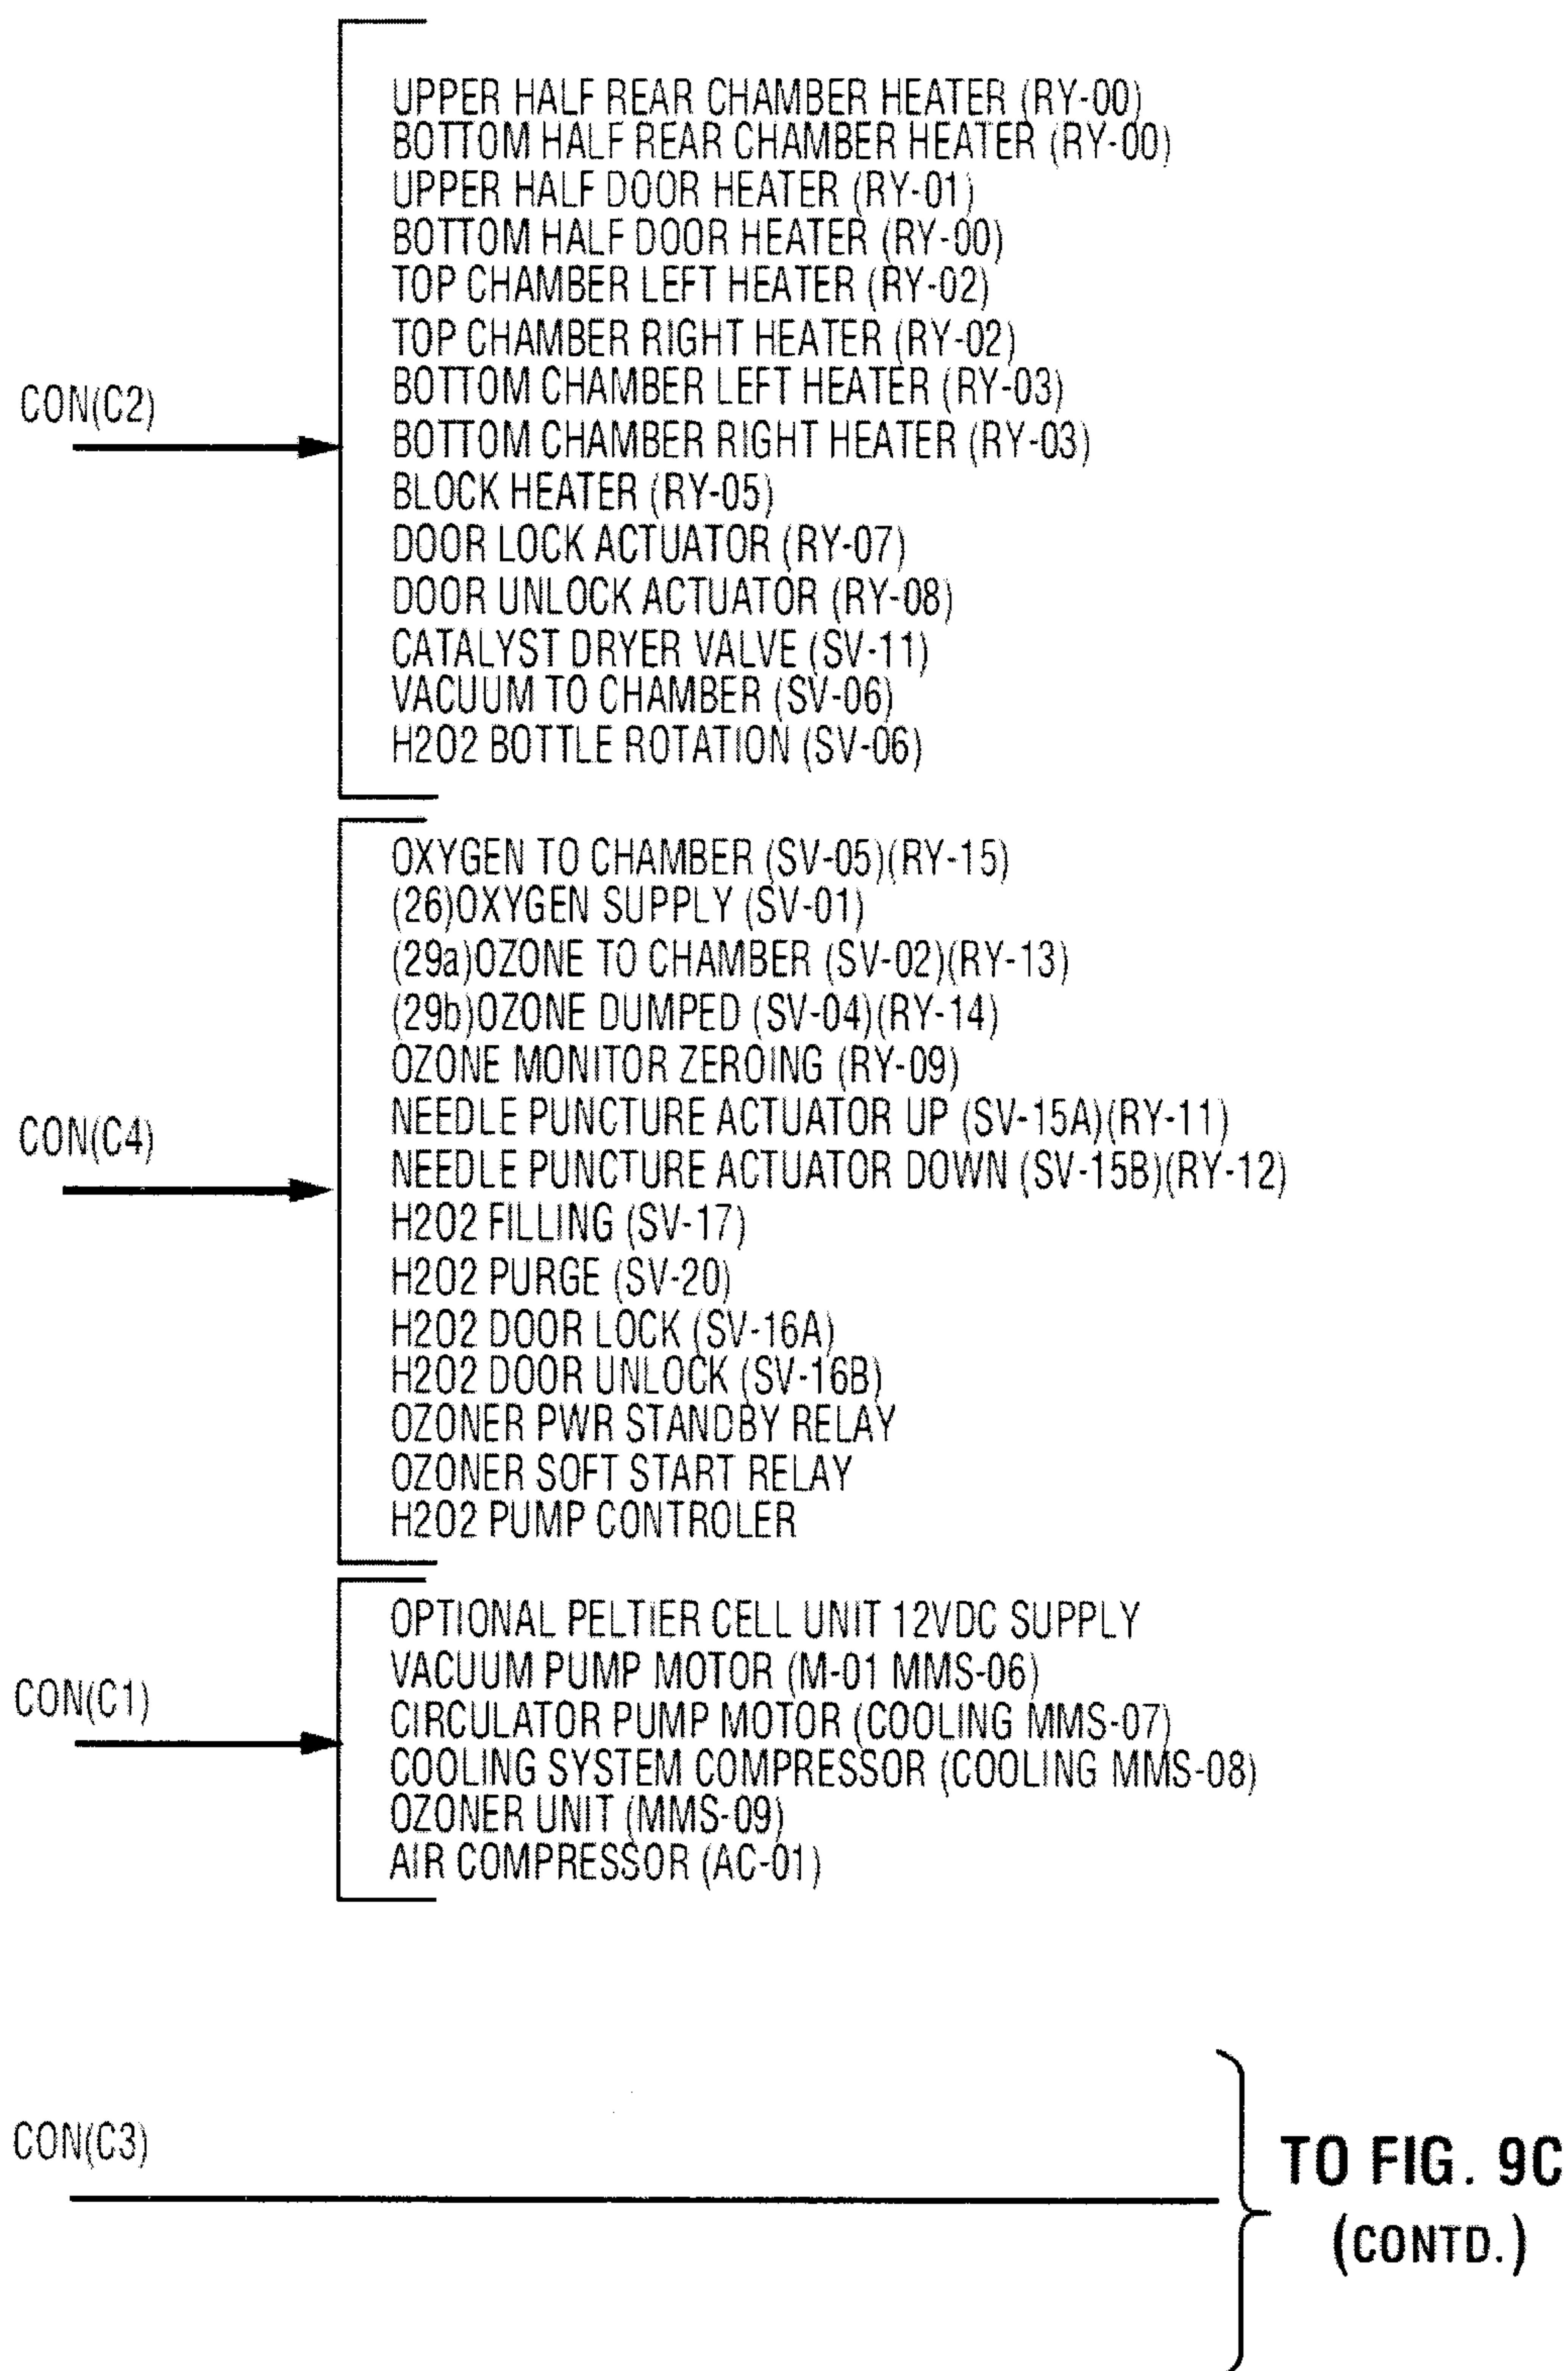 UPPER HALF REAR CHAMBER HEATER (RY-00)
BOTTOM HALF REAR CHAMBER HEATER (RY-00)
UPPER HALF DOOR HEATER (RY-01)
BOTTOM HALF DOOR HEATER (RY-00)
TOP CHAMBER LEFT HEATER (RY-02)
TOP CHAMBER RIGHT HEATER (RY-02)
CON(C2)
BOTTOM CHAMBER LEFT HEATER (RY-03)
BOTTOM CHAMBER RIGHT HEATER (RY-03)
BLOCK HEATER (RY-05)
DOOR LOCK ACTUATOR (RY-07)
DOOR UNLOCK ACTUATOR (RY-08)
CATALYST DRYER VALVE (SV-11)
VACUUM TO CHAMBER (SV-06)
H2O2 BOTTLE ROTATION (SV-06)
OXYGEN TO CHAMBER (SV-05)(RY-15)
(26)OXYGEN SUPPLY (SV-01)
(29a)OZONE TO CHAMBER (SV-02)(RY-13)
(29b)OZONE DUMPED (SV-04)(RY-14)
OZONE MONITOR ZEROING (RY-09)
NEEDLE PUNCTURE ACTUATOR UP (SV-15A)(RY-11)
CON(C4)
NEEDLE PUNCTURE ACTUATOR DOWN (SV-15B)(RY-12)
H2O2 FILLING (SV-17)
H2O2 PURGE (SV-20)
H2O2 DOOR LOCK (SV-16A)
H2O2 DOOR UNLOCK (SV-16B)
OZONER PWR STANDBY RELAY
OZONER SOFT START RELAY
H2O2 PUMP CONTROLER
OPTIONAL PELTIER CELL UNIT 12VDC SUPPLY
VACUUM PUMP MOTOR (M-01 MMS-06)
CON(C1)
CIRCULATOR PUMP MOTOR (COOLING MMS-07)
COOLING SYSTEM COMPRESSOR (COOLING MMS-08)
OZONER UNIT (MMS-09)
AIR COMPRESSOR (AC-01)
CON(C3)
TO FIG. 9C
(CONTD.)